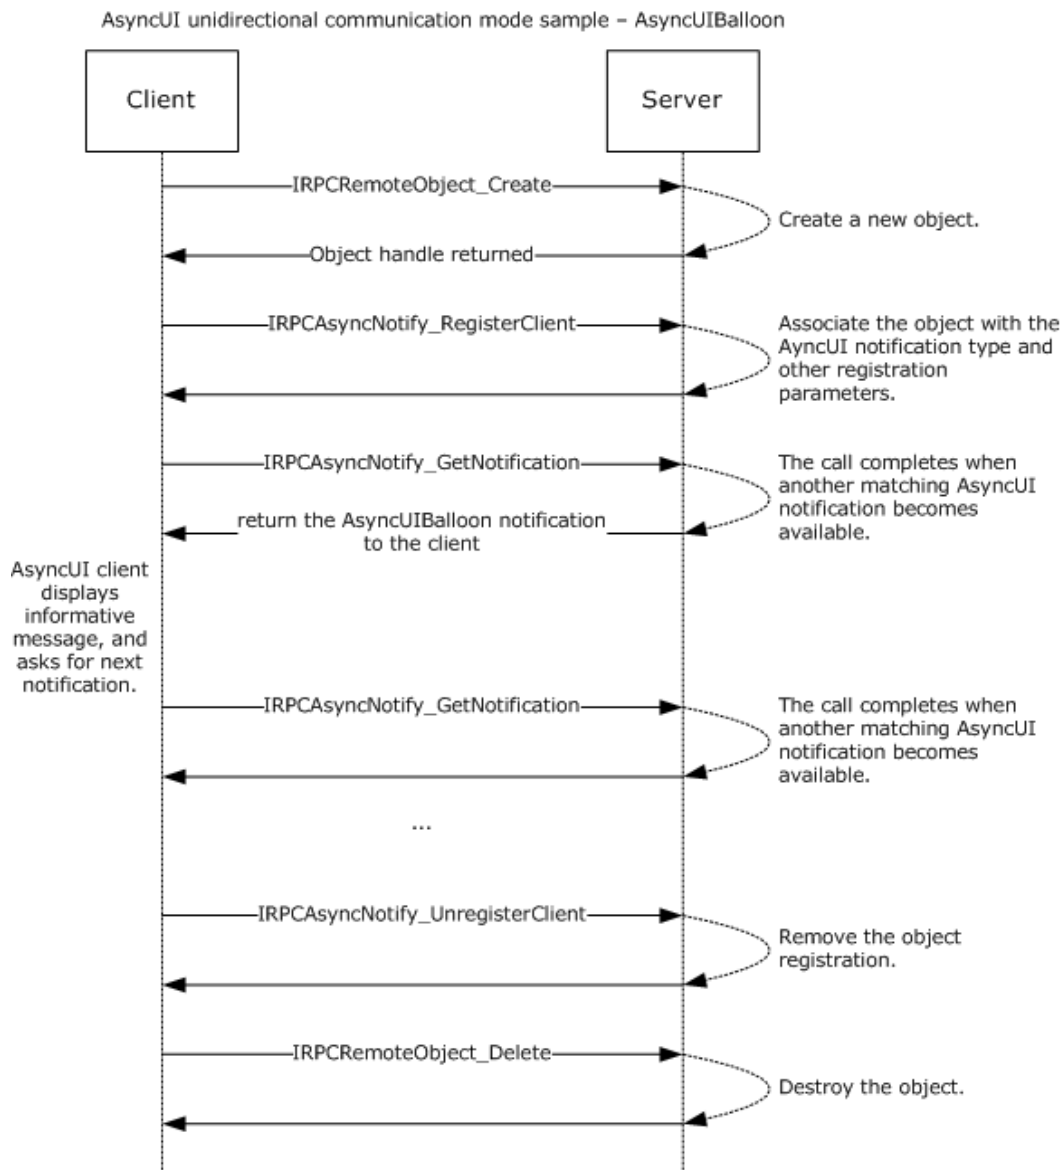 AsyncUI unidirectional communication mode sample – AsyncUIBalloon
Client
Server
IRPCRemoteObject_Create
Create a new object.
Object handle returned
IRPCAsyncNotify_RegisterClient
Associate the object with the
AyncUI notification type and
other registration
parameters.
IRPCAsyncNotify_GetNotification
The call completes when
another matching AsyncUI
notification becomes
available.
return the AsyncUIBalloon notification
to the client
AsyncUI client
displays
informative
message, and
asks for next
notification.
IRPCAsyncNotify_GetNotification
The call completes when
another matching AsyncUI
notification becomes
available.
...
IRPCAsyncNotify_UnregisterClient
Remove the object
registration.
IRPCRemoteObject_Delete
Destroy the object.